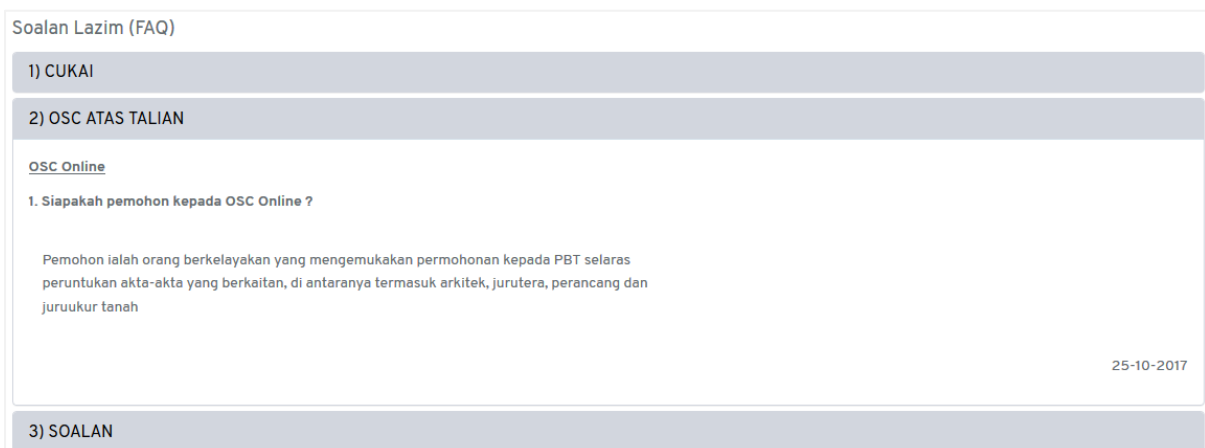 Soalan Lazim (FAQ)
1) CUKAI
2) OSC ATAS TALIAN
OSC Online
1. Siapakah pemohon kepada OSC Online ?
Pemohon ialah orang berkelayakan yang mengemukakan permohonan kepada PBT selaras
peruntukan akta-akta yang berkaitan, di antaranya termasuk arkitek, jurutera, perancang dan
juruukur tanah
25-10-2017
3) SOALAN